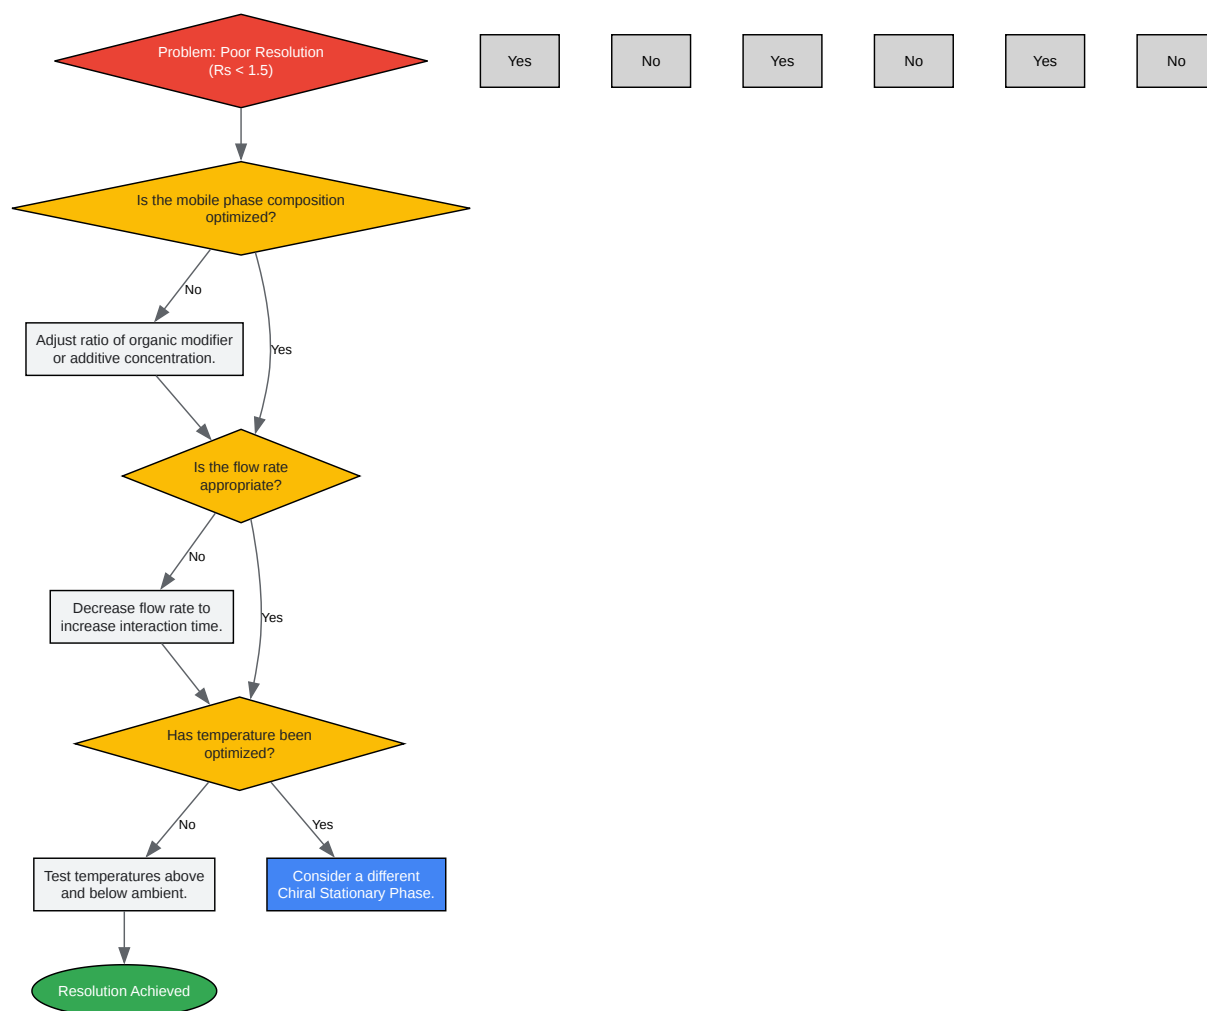 Problem: Poor Resolution
(Rs < 1.5)
Yes
No
Yes
No
Yes
No
Is the mobile phase composition
optimized?
No
Adjust ratio of organic modifier
or additive concentration.
Yes
Is the flow rate
appropriate?
No
Decrease flow rate to
increase interaction time.
Yes
Has temperature been
optimized?
No
Yes
Test temperatures above
and below ambient.
Consider a different
Chiral Stationary Phase.
Resolution Achieved